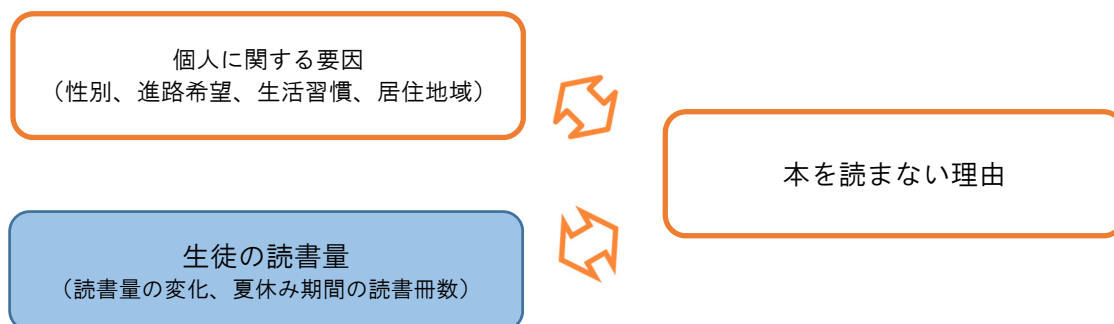 個人に関する要因
（性別、進路希望、生活習慣、居住地域）
本を読まない理由
生徒の読書量
（読書量の変化、夏休み期間の読書冊数）